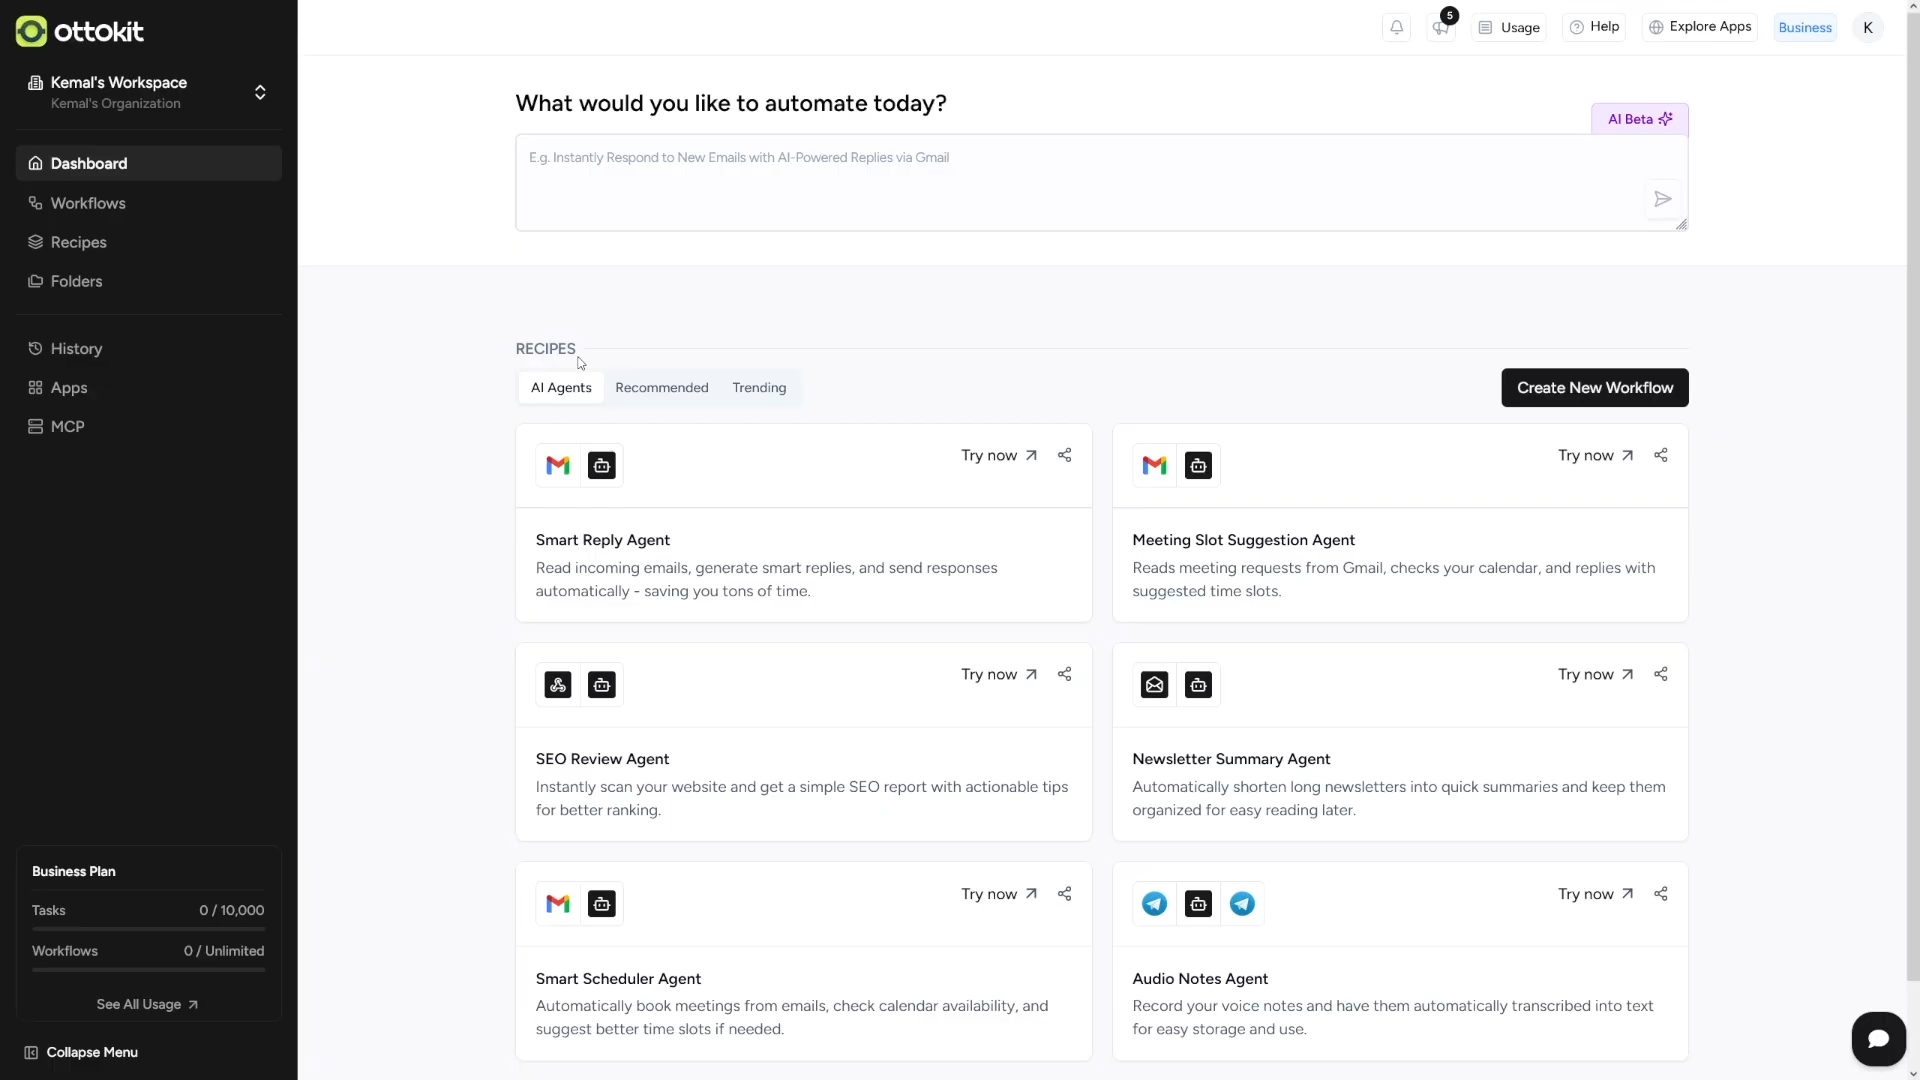 ottokit
Kemal's Workspace
Kemal's Organization
Dashboard
Workflows
Recipes
Folders
History
Apps
MCP
Business Plan
Tasks 0 / 10,000
Workflows 0 / Unlimited
See All Usage
Collapse Menu
5
Usage
Help
Explore Apps
Business
K
What would you like to automate today?
AI Beta
E.g. Instantly Respond to New Emails with AI-Powered Replies via Gmail
RECIPES
AI Agents Recommended Trending
Create New Workflow
Try now
Smart Reply Agent
Read incoming emails, generate smart replies, and send responses
automatically - saving you tons of time.
Try now
Meeting Slot Suggestion Agent
Reads meeting requests from Gmail, checks your calendar, and replies with
suggested time slots.
Try now
SEO Review Agent
Instantly scan your website and get a simple SEO report with actionable tips
for better ranking.
Try now
Newsletter Summary Agent
Automatically shorten long newsletters into quick summaries and keep them
organized for easy reading later.
Try now
Smart Scheduler Agent
Automatically book meetings from emails, check calendar availability, and
suggest better time slots if needed.
Try now
Audio Notes Agent
Record your voice notes and have them automatically transcribed into text
for easy storage and use.